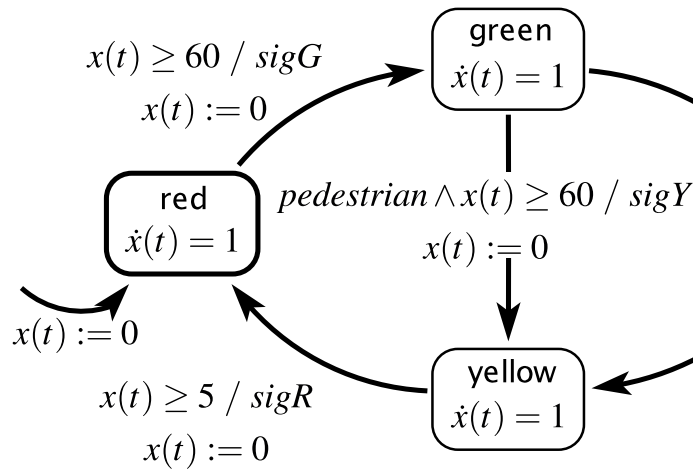 green
ẋ(t) = 1
x(t) ≥ 60 / sigG
x(t) := 0
red
ẋ(t) = 1
pedestrian ∧ x(t) ≥ 60 / sigY
x(t) := 0
x(t) := 0
yellow
ẋ(t) = 1
x(t) ≥ 5 / sigR
x(t) := 0